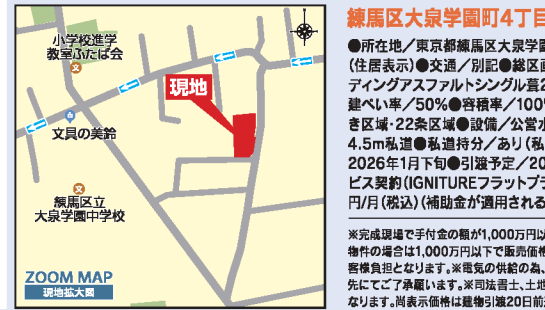 小学校進学
教室ふたば会
文
現地
文具の美鈴
文
練馬区立
大泉学園中学校
ZOOM MAP
現地拡大図
練馬区大泉学園町4丁目
●所在地／東京都練馬区大泉学園
(住居表示)●交通／別記●総区画
ディングアスファルトシングル葺2
建ぺい率／50%●容積率／100%
き区域・22条区域●設備／公営水
4.5m私道●私道持分／あり(私
2026年1月下旬●引渡予定／20
ビス契約(IGNITUREフラットプラ
円/月(税込)(補助金が適用される
※完成現場で手付金の額が1,000万円以
物件の場合は1,000万円以下で販売価格
客様負担となります。※電気の供給の為、
先にてご了承願います。※司法書士、土地
なります。尚表示価格は建物引渡20日前